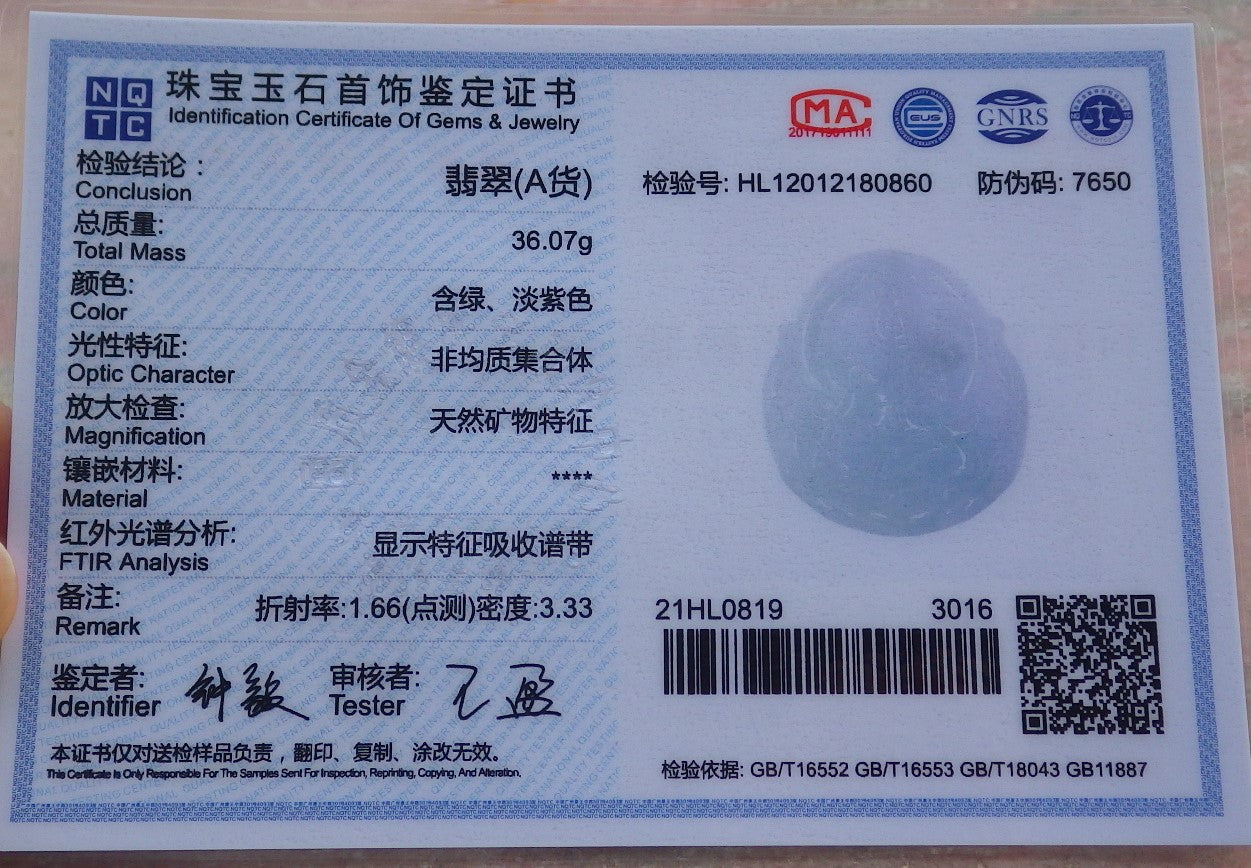 NQ
TC
珠宝玉石首饰鉴定证书
Identification Certificate Of Gems & Jewelry
MA
GNRS
检验结论：
Conclusion
翡翠(A货)
总质量:
Total Mass
36.07g
颜色:
Color
含绿、淡紫色
光性特征:
Optic Character
非均质集合体
放大检查:
Magnification
天然矿物特征
镶嵌材料:
Material
****
红外光谱分析:
FTIR Analysis
显示特征吸收谱带
备注:
Remark
折射率:1.66(点测)密度:3.33
鉴定者:
Identifier
审核者:
Tester
本证书仅对送检样品负责，翻印、复制、涂改无效。
This Certificate Is Only Responsible For The Samples Sent For Inspection, Reprinting, Copying, And Alteration.
检验号: HL12012180860 防伪码: 7650
21HL0819 3016
检验依据: GB/T16552 GB/T16553 GB/T18043 GB11887